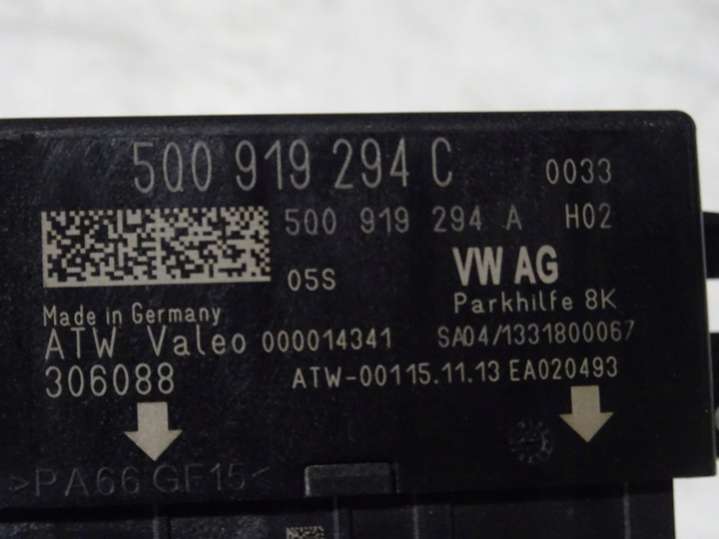 5Q0 919 294 C 0033
5Q0 919 294 A H02
05S VW AG
Parkhilfe 8K
Made in Germany
ATW Valeo 000014341 SA04/1331800067
306088 ATW-00115.11.13 EA020493
>PA66 GF15<